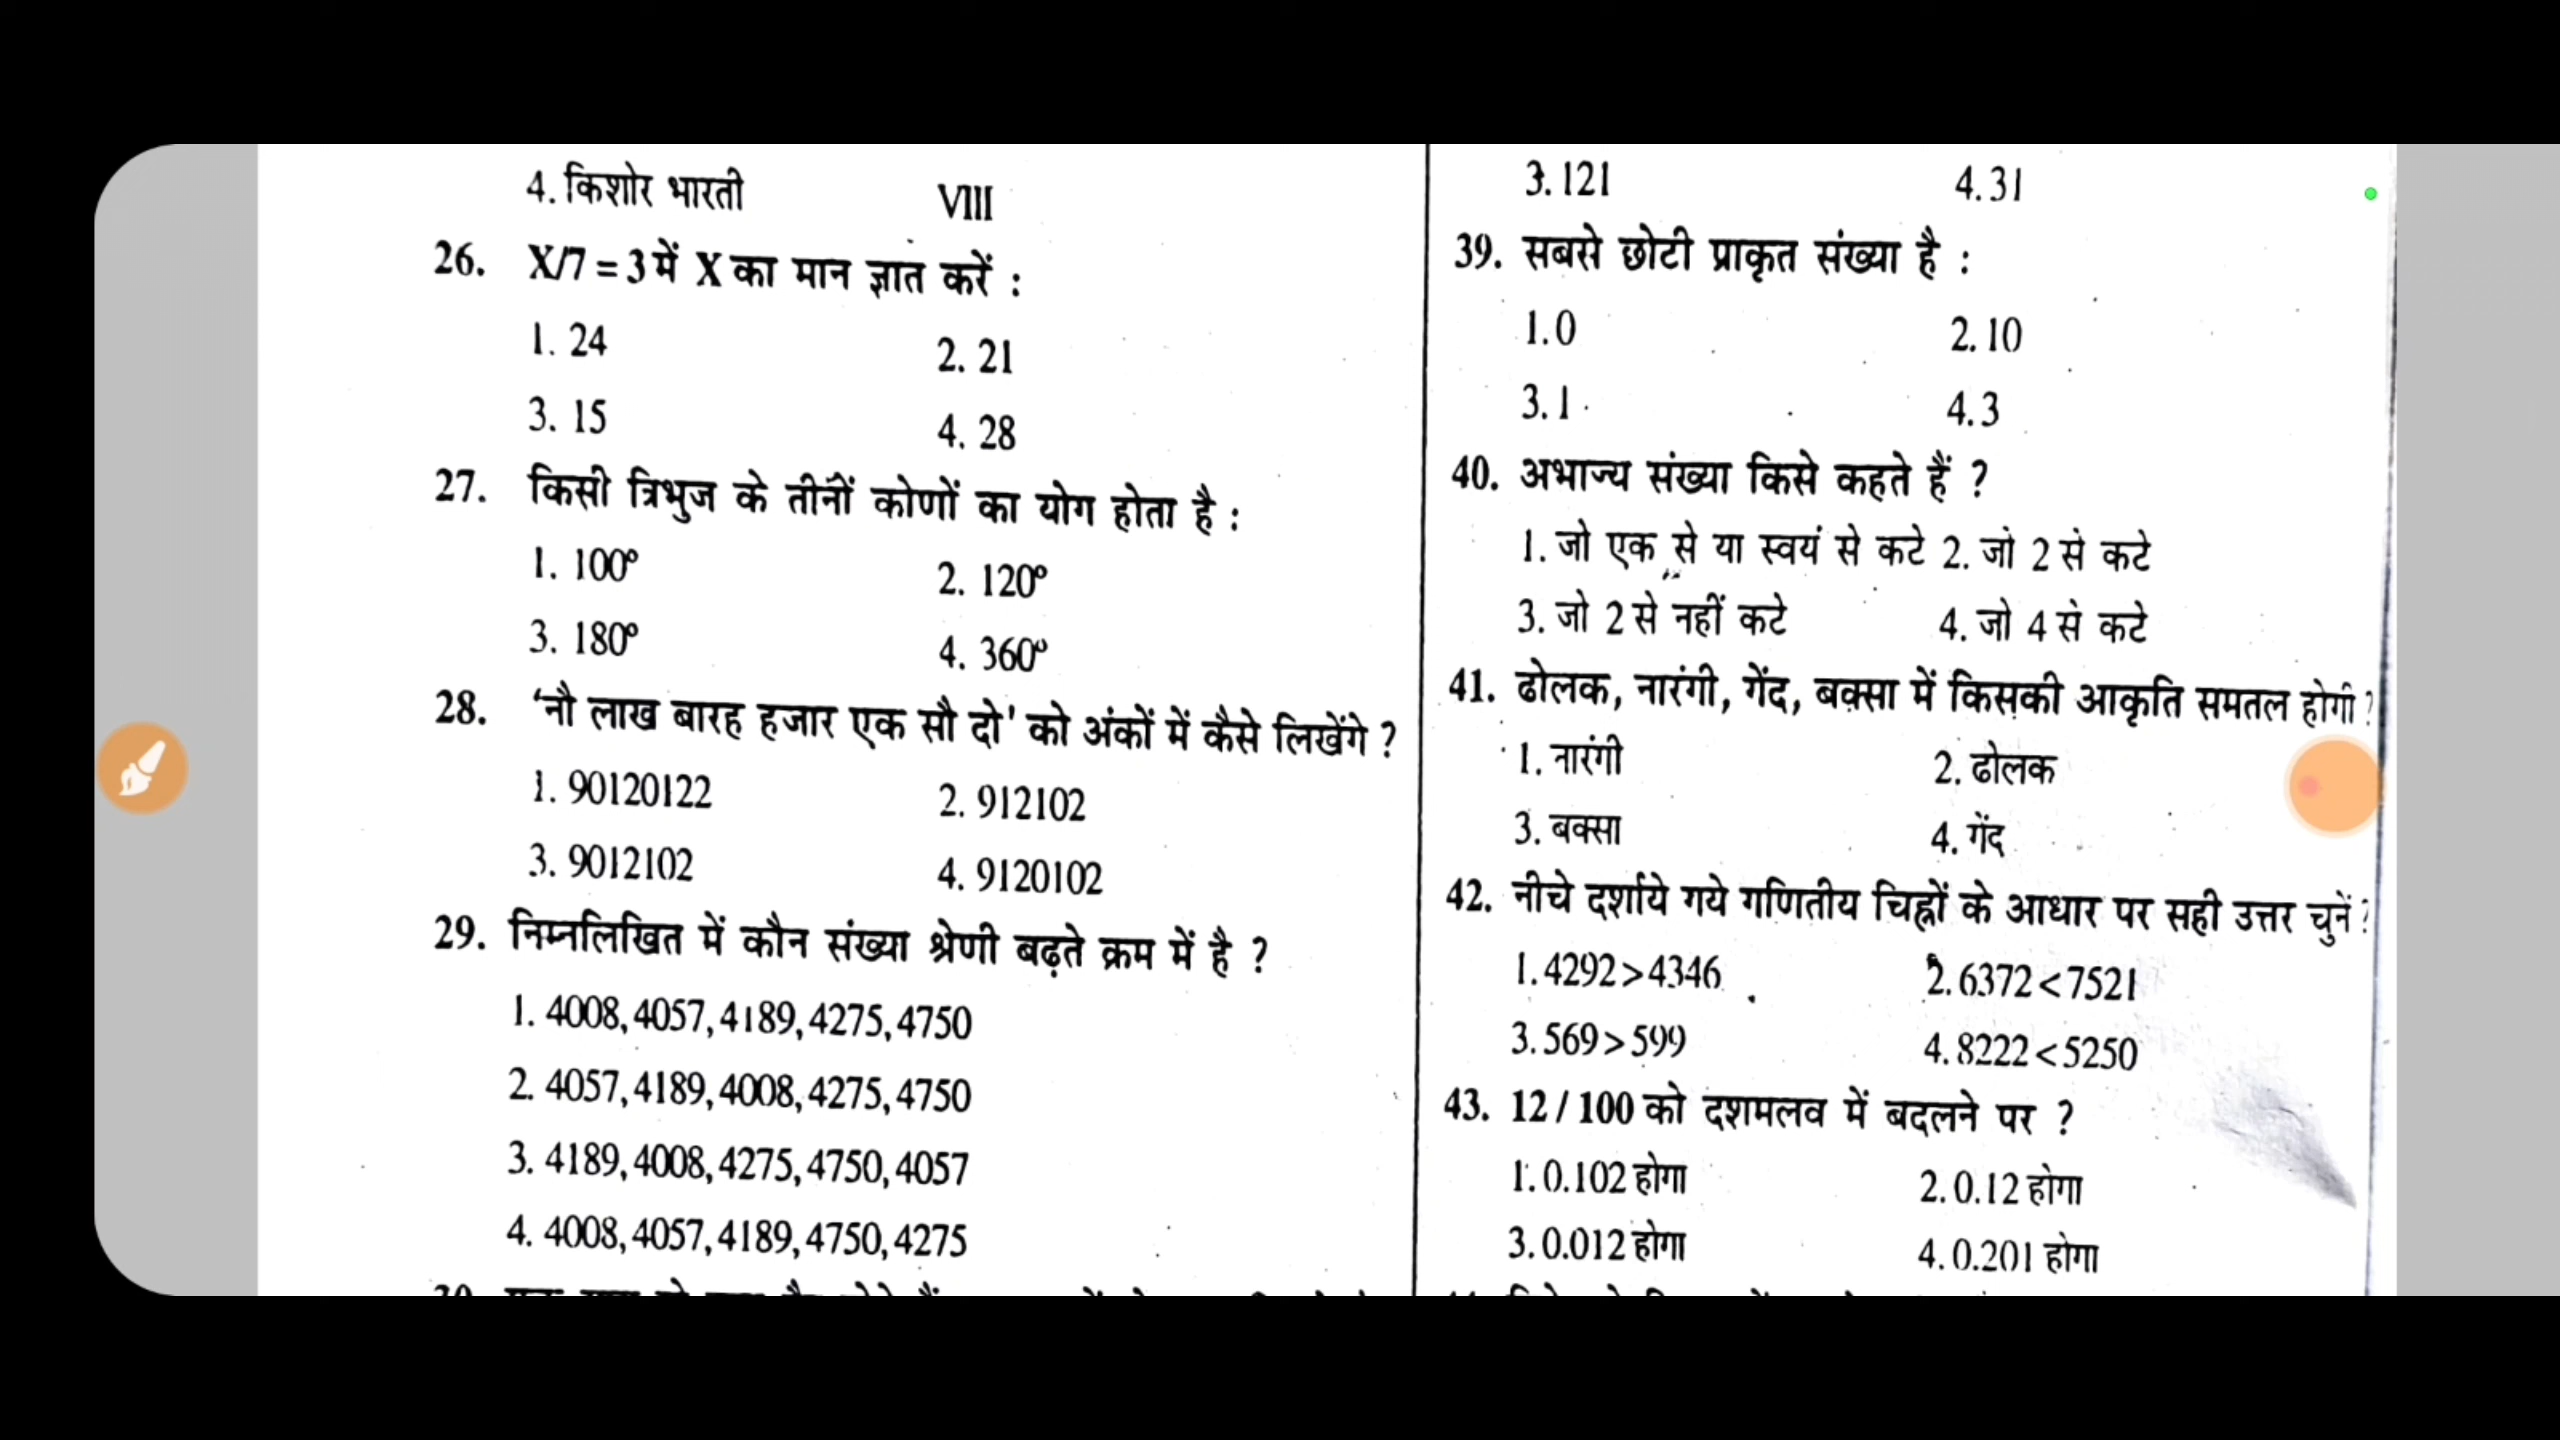 4. किशोर भारती VIII
26. X/7 = 3 में X का मान ज्ञात करें :
1. 24 2. 21
3. 15 4. 28
27. किसी त्रिभुज के तीनों कोणों का योग होता है :
1. 100° 2. 120°
3. 180° 4. 360°
28. 'नौ लाख बारह हजार एक सौ दो' को अंकों में कैसे लिखेंगे ?
1. 90120122 2. 912102
3. 9012102 4. 9120102
29. निम्नलिखित में कौन संख्या श्रेणी बढ़ते क्रम में है ?
1. 4008, 4057, 4189, 4275, 4750
2. 4057, 4189, 4008, 4275, 4750
3. 4189, 4008, 4275, 4750, 4057
4. 4008, 4057, 4189, 4750, 4275
3. 121 4. 31
39. सबसे छोटी प्राकृत संख्या है :
1. 0 2. 10
3. 1 4. 3
40. अभाज्य संख्या किसे कहते हैं ?
1. जो एक से या स्वयं से कटे 2. जो 2 से कटे
3. जो 2 से नहीं कटे 4. जो 4 से कटे
41. ढोलक, नारंगी, गेंद, बक्सा में किसकी आकृति समतल होगी ?
1. नारंगी 2. ढोलक
3. बक्सा 4. गेंद
42. नीचे दर्शाये गये गणितीय चिह्नों के आधार पर सही उत्तर चुनें ?
1. 4292 > 4346 2. 6372 < 7521
3. 569 > 599 4. 8222 < 5250
43. 12 / 100 को दशमलव में बदलने पर ?
1. 0.102 होगा 2. 0.12 होगा
3. 0.012 होगा 4. 0.201 होगा